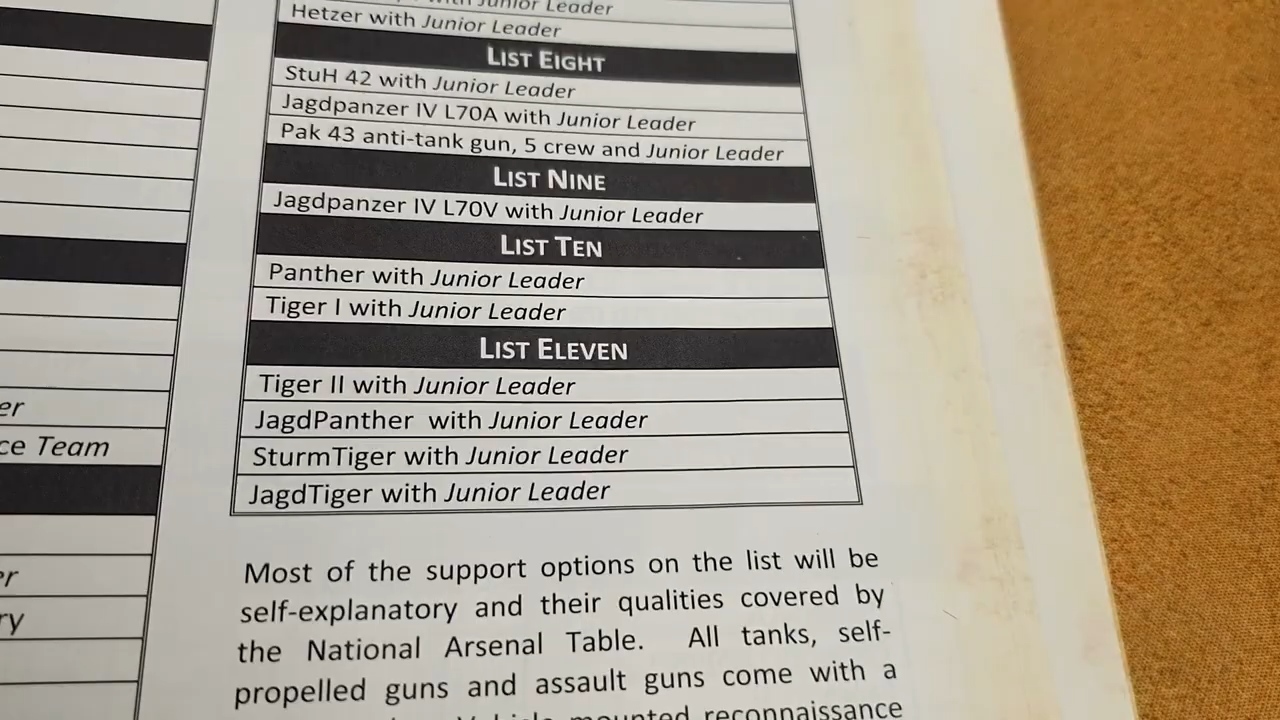 er
ce Team
er
ry
with Junior Leader
Hetzer with Junior Leader
LIST EIGHT
StuH 42 with Junior Leader
Jagdpanzer IV L70A with Junior Leader
Pak 43 anti-tank gun, 5 crew and Junior Leader
LIST NINE
Jagdpanzer IV L70V with Junior Leader
LIST TEN
Panther with Junior Leader
Tiger I with Junior Leader
LIST ELEVEN
Tiger II with Junior Leader
JagdPanther with Junior Leader
SturmTiger with Junior Leader
JagdTiger with Junior Leader
Most of the support options on the list will be
self-explanatory and their qualities covered by
the National Arsenal Table. All tanks, self-
propelled guns and assault guns come with a
mounted reconnaissance